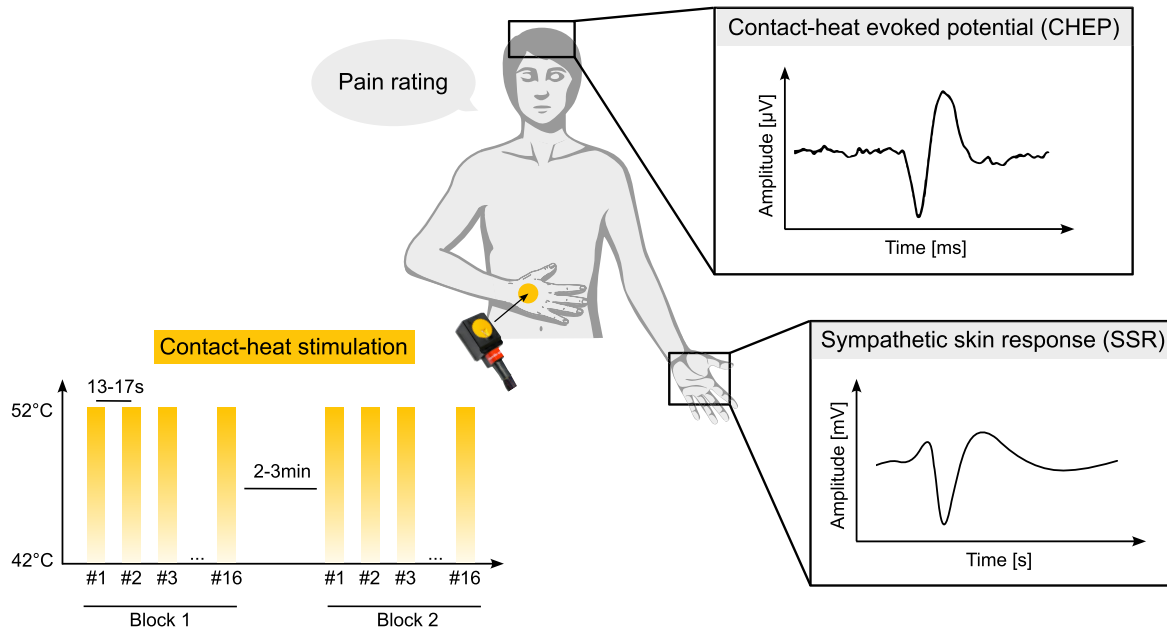 Contact-heat evoked potential (CHEP)
Pain rating
Amplitude [µV]
Time [ms]
Contact-heat stimulation
Sympathetic skin response (SSR)
13-17s
52°C
2-3min
Amplitude [mV]
42°C
... ...
#1 #2 #3 #16 #1 #2 #3 #16
Time [s]
Block 1 Block 2